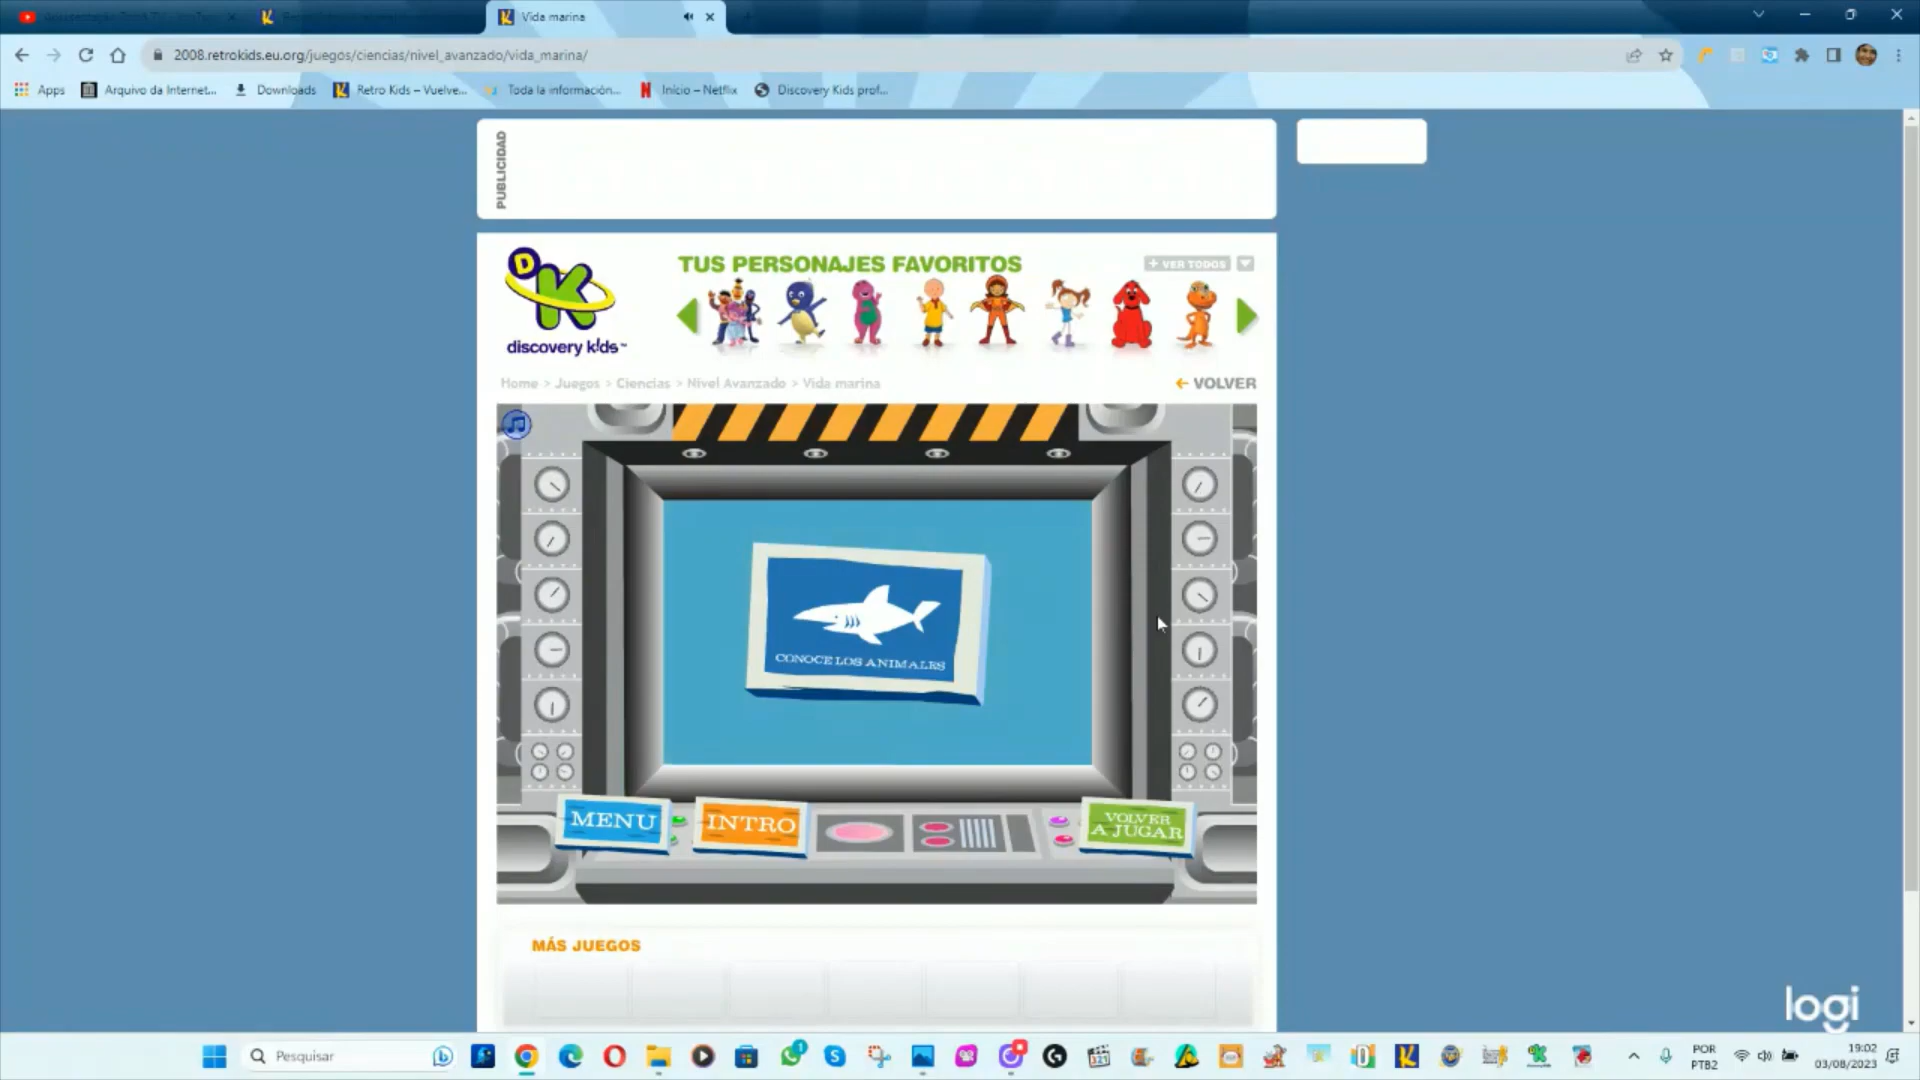 Vida marina
2008.retrokids.eu.org/juegos/ciencias/nivel_avanzado/vida_marina/
Apps
Arquivo da Internet...
Downloads
Retro Kids – Vuelve...
Toda la información...
Início – Netflix
Discovery Kids prof...
PUBLICIDAD
D K
discovery kids™
TUS PERSONAJES FAVORITOS
+ VER TODOS
Home > Juegos > Ciencias > Nivel Avanzado > Vida marina
VOLVER
CONOCE LOS ANIMALES
MENU
INTRO
VOLVER
A JUGAR
MÁS JUEGOS
logi
Pesquisar
1
POR
PTB2
19:02
03/08/2023